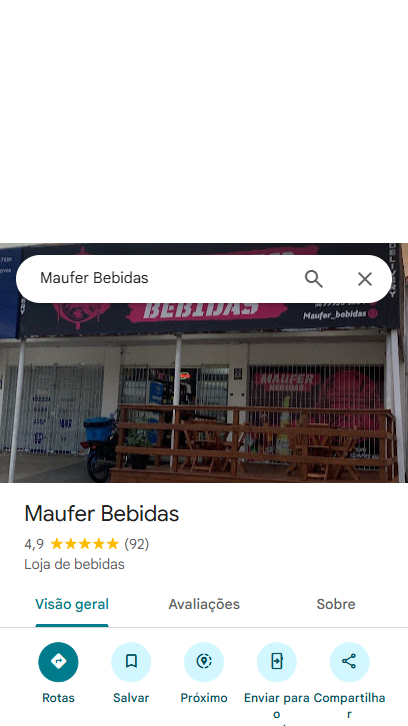 Maufer Bebidas
DELIVERY
BEBIDAS
Maufer_bebidas
MAUFER
BEBIDAS
Maufer Bebidas
4,9 (92)
Loja de bebidas
Visão geral Avaliações Sobre
Rotas Salvar Próximo Enviar para o Compartilhar